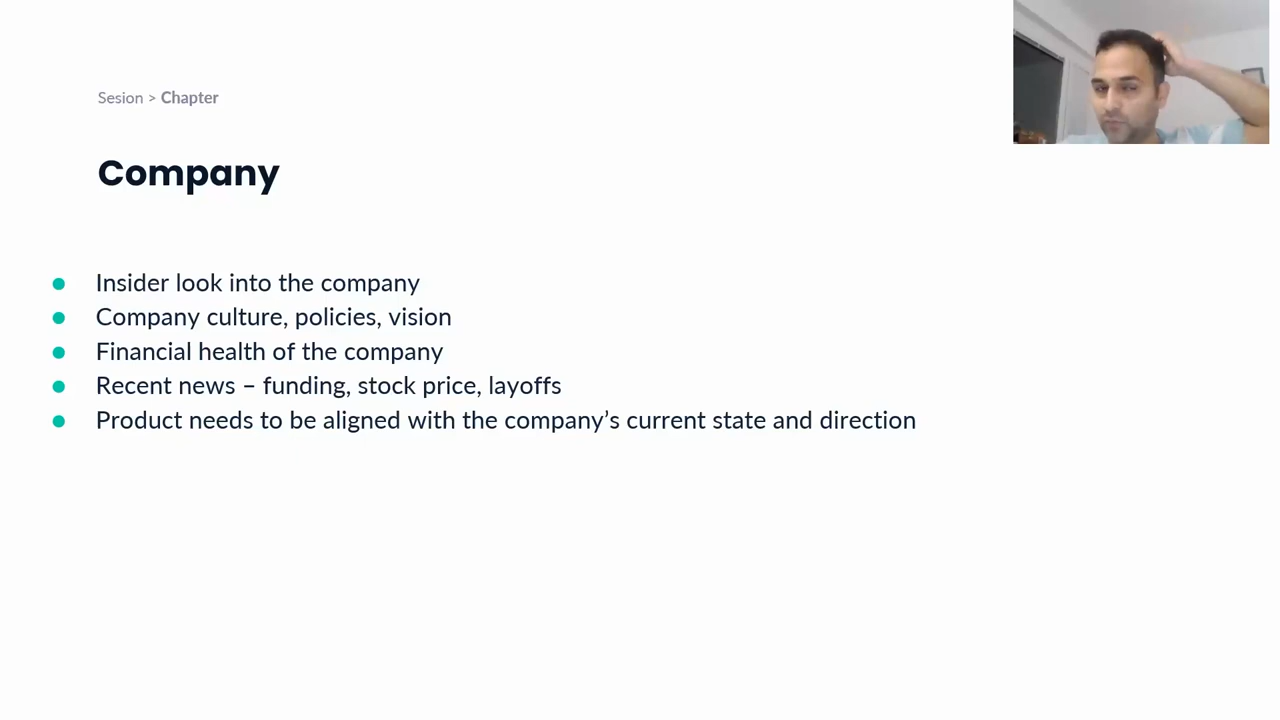 Sesion > Chapter
Company
Insider look into the company
Company culture, policies, vision
Financial health of the company
Recent news – funding, stock price, layoffs
Product needs to be aligned with the company’s current state and direction